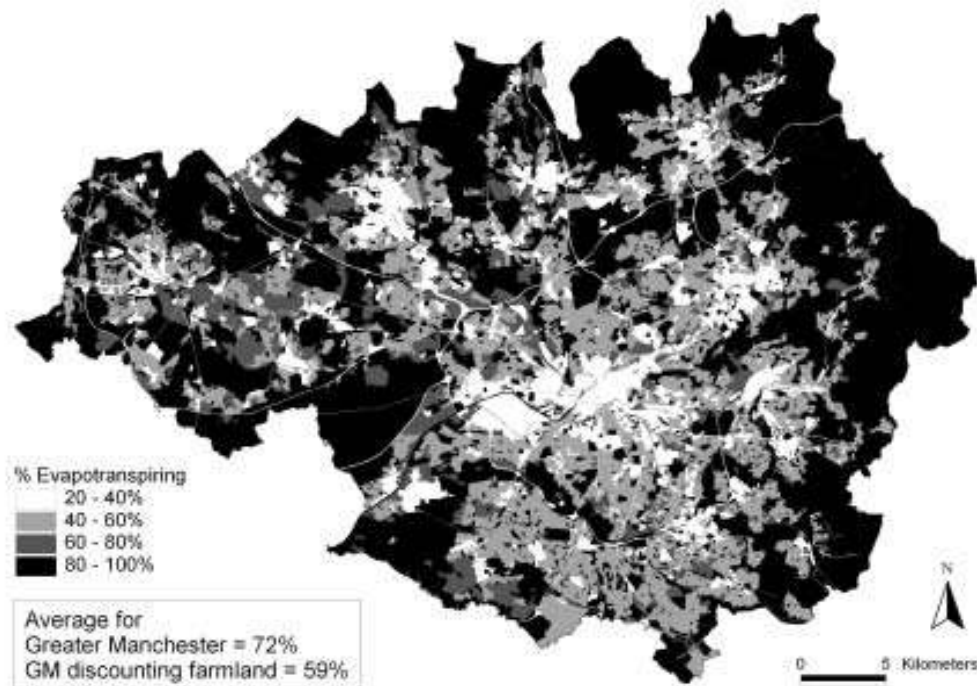 % Evapotranspiring
20 - 40%
40 - 60%
60 - 80%
80 - 100%
Average for
Greater Manchester = 72%
GM discounting farmland = 59%
N
0 5 Kilometers